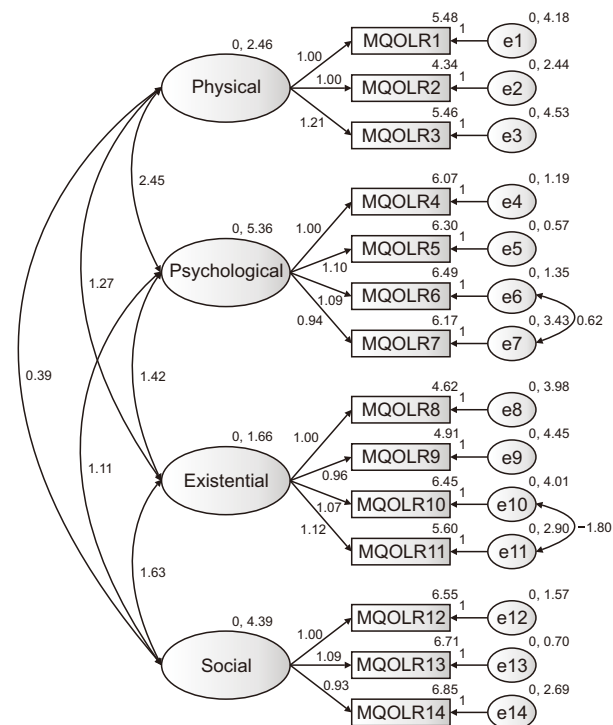 5.48
0, 4.18
0, 2.46
MQOLR1
1
e1
1.00
4.34
0, 2.44
Physical
1.00
MQOLR2
1
e2
5.46
0, 4.53
1.21
MQOLR3
1
e3
2.45
6.07
0, 1.19
MQOLR4
1
e4
0, 5.36
1.00
6.30
0, 0.57
MQOLR5
1
e5
Psychological
1.10
6.49
0, 1.35
1.27
1.09
MQOLR6
1
e6
0.94
6.17
0, 3.43
0.62
MQOLR7
1
e7
0.39
1.42
4.62
0, 3.98
MQOLR8
1
e8
0, 1.66
1.00
4.91
0, 4.45
MQOLR9
1
e9
1.11
Existential
0.96
6.45
0, 4.01
1.07
MQOLR10
1
e10
1.12
5.60
0, 2.90
−1.80
MQOLR11
1
e11
1.63
6.55
0, 1.57
0, 4.39
MQOLR12
1
e12
1.00
6.71
0, 0.70
Social
1.09
MQOLR13
1
e13
0.93
6.85
0, 2.69
MQOLR14
1
e14